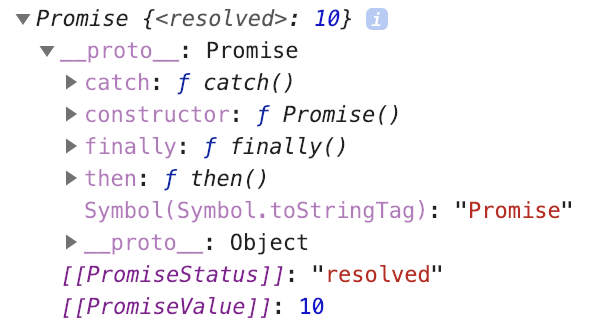 Promise {<resolved>: 10} i
__proto__: Promise
catch: ƒ catch()
constructor: ƒ Promise()
finally: ƒ finally()
then: ƒ then()
Symbol(Symbol.toStringTag): "Promise"
__proto__: Object
[[PromiseStatus]]: "resolved"
[[PromiseValue]]: 10